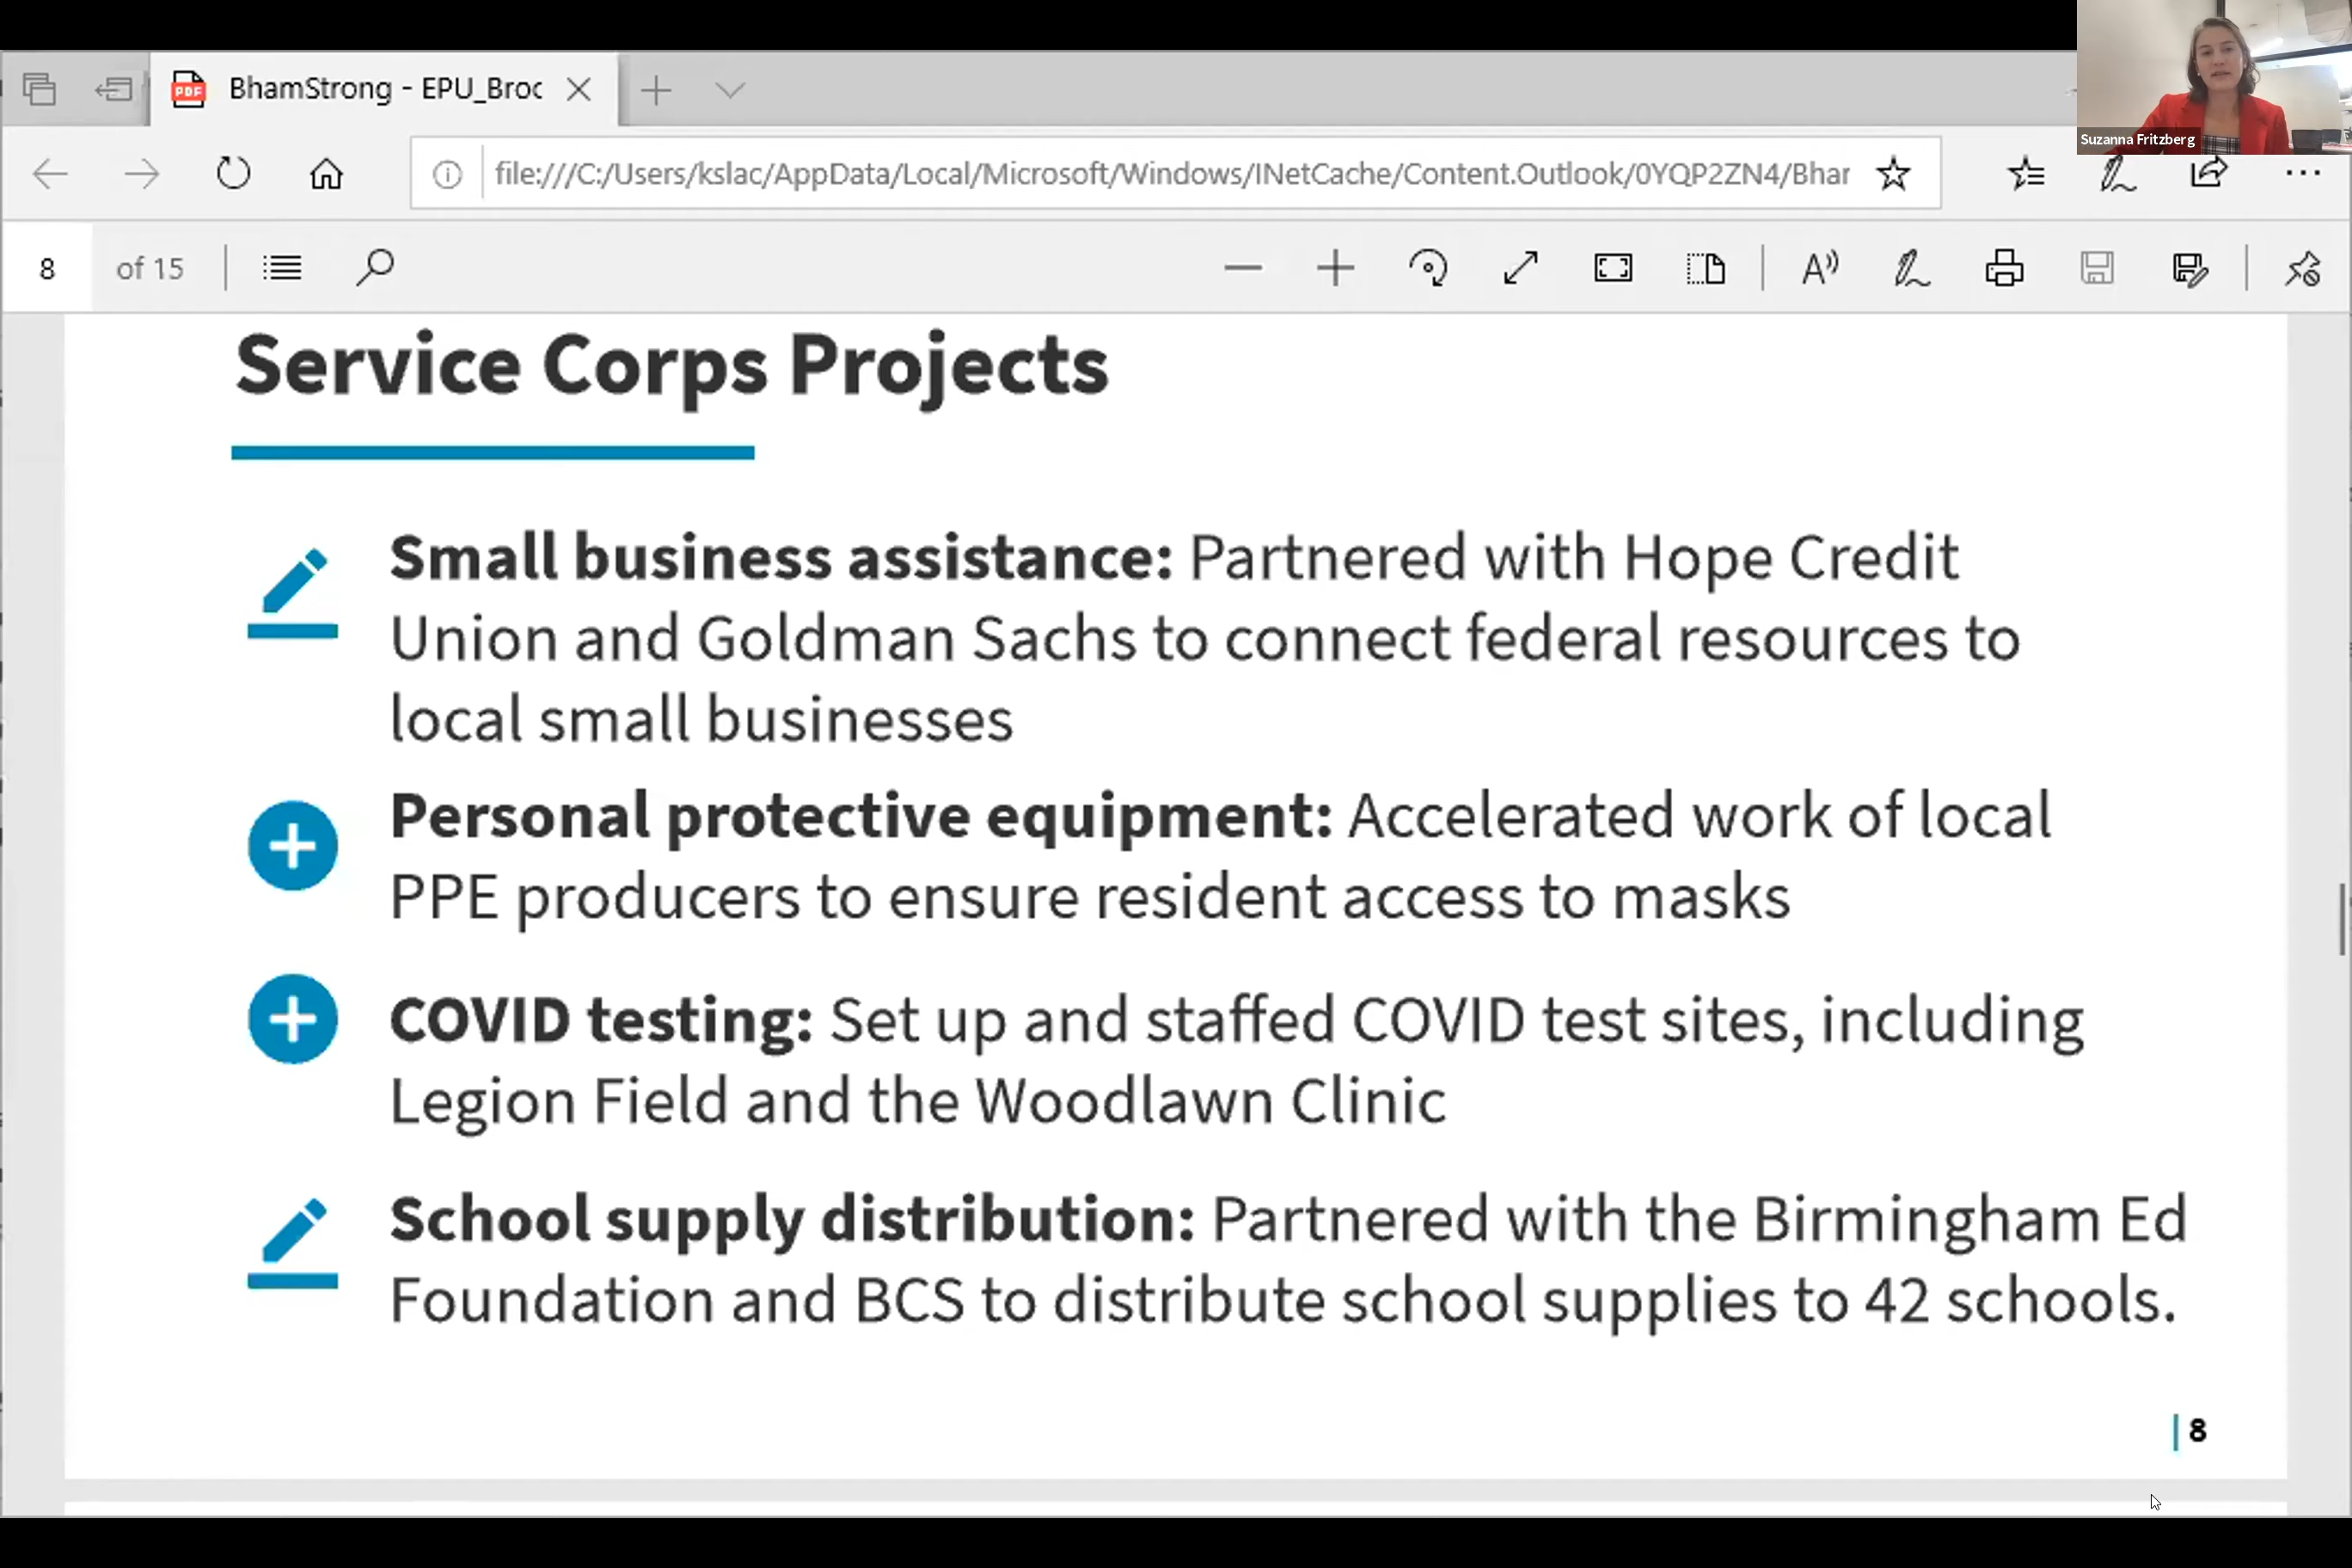 BhamStrong - EPU_Broc
Suzanna Fritzberg
file:///C:/Users/kslac/AppData/Local/Microsoft/Windows/INetCache/Content.Outlook/0YQP2ZN4/Bhar
8 of 15
Service Corps Projects
Small business assistance: Partnered with Hope Credit
Union and Goldman Sachs to connect federal resources to
local small businesses
Personal protective equipment: Accelerated work of local
PPE producers to ensure resident access to masks
COVID testing: Set up and staffed COVID test sites, including
Legion Field and the Woodlawn Clinic
School supply distribution: Partnered with the Birmingham Ed
Foundation and BCS to distribute school supplies to 42 schools.
8